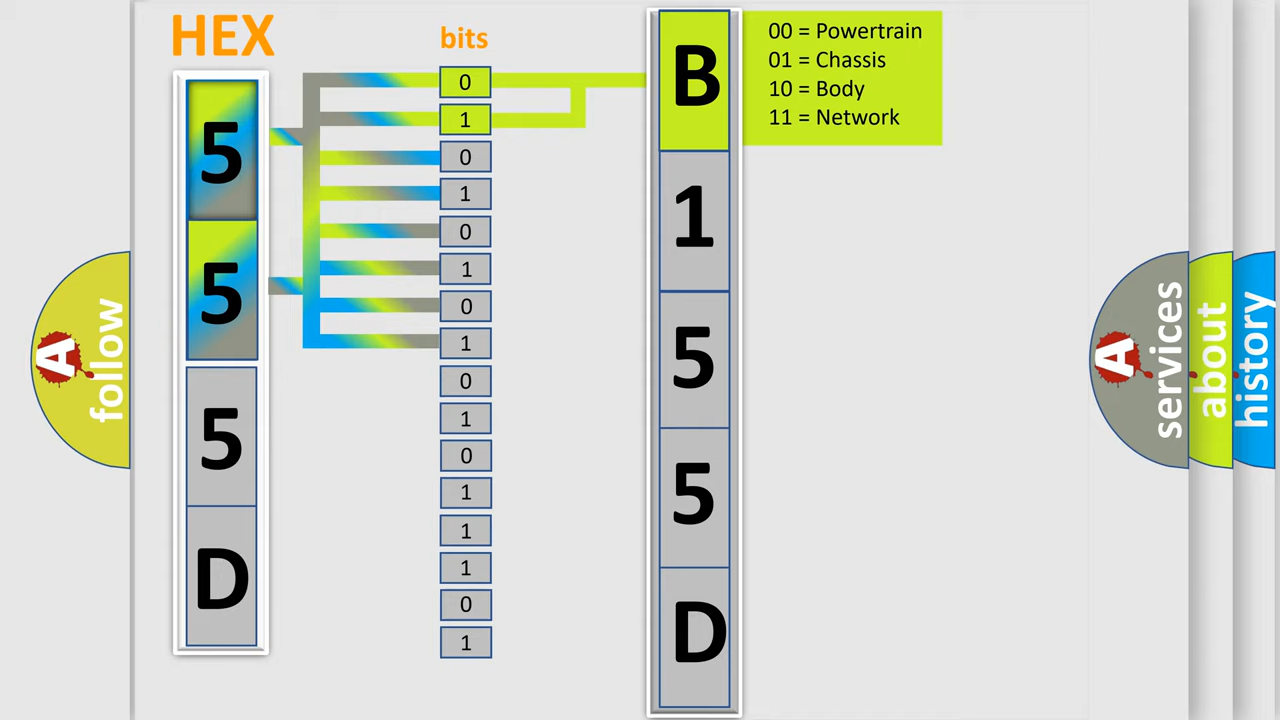 HEX
bits
5
5
5
D
0
1
0
1
0
1
0
1
0
1
0
1
1
1
0
1
B
1
5
5
D
00 = Powertrain
01 = Chassis
10 = Body
11 = Network
A
follow
A
services
about
history